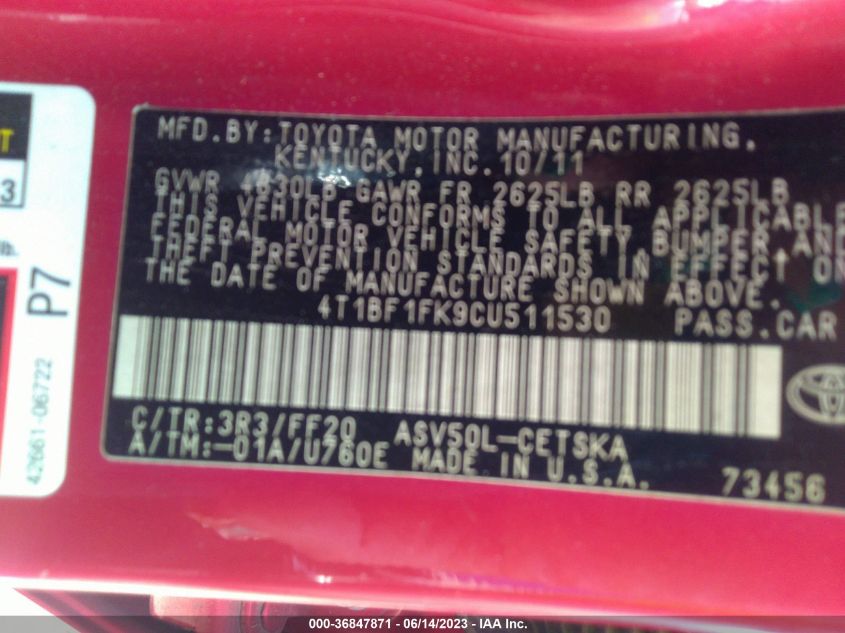 T
3
lb.
P7
42661-06722
MFD.BY:TOYOTA MOTOR MANUFACTURING,
KENTUCKY,INC.10/11
GVWR 4630LB GAWR FR 2625LB RR 2625LB
THIS VEHICLE CONFORMS TO ALL APPLICABLE
FEDERAL MOTOR VEHICLE SAFETY,BUMPER,AND
THEFT PREVENTION STANDARDS IN EFFECT ON
THE DATE OF MANUFACTURE SHOWN ABOVE.
4T1BF1FK9CU511530 PASS.CAR
C/TR:3R3/FF20 ASV50L-CETSKA
A/TM:-01A/U760E MADE IN U.S.A.
73456
000-36847871 - 06/14/2023 - IAA Inc.